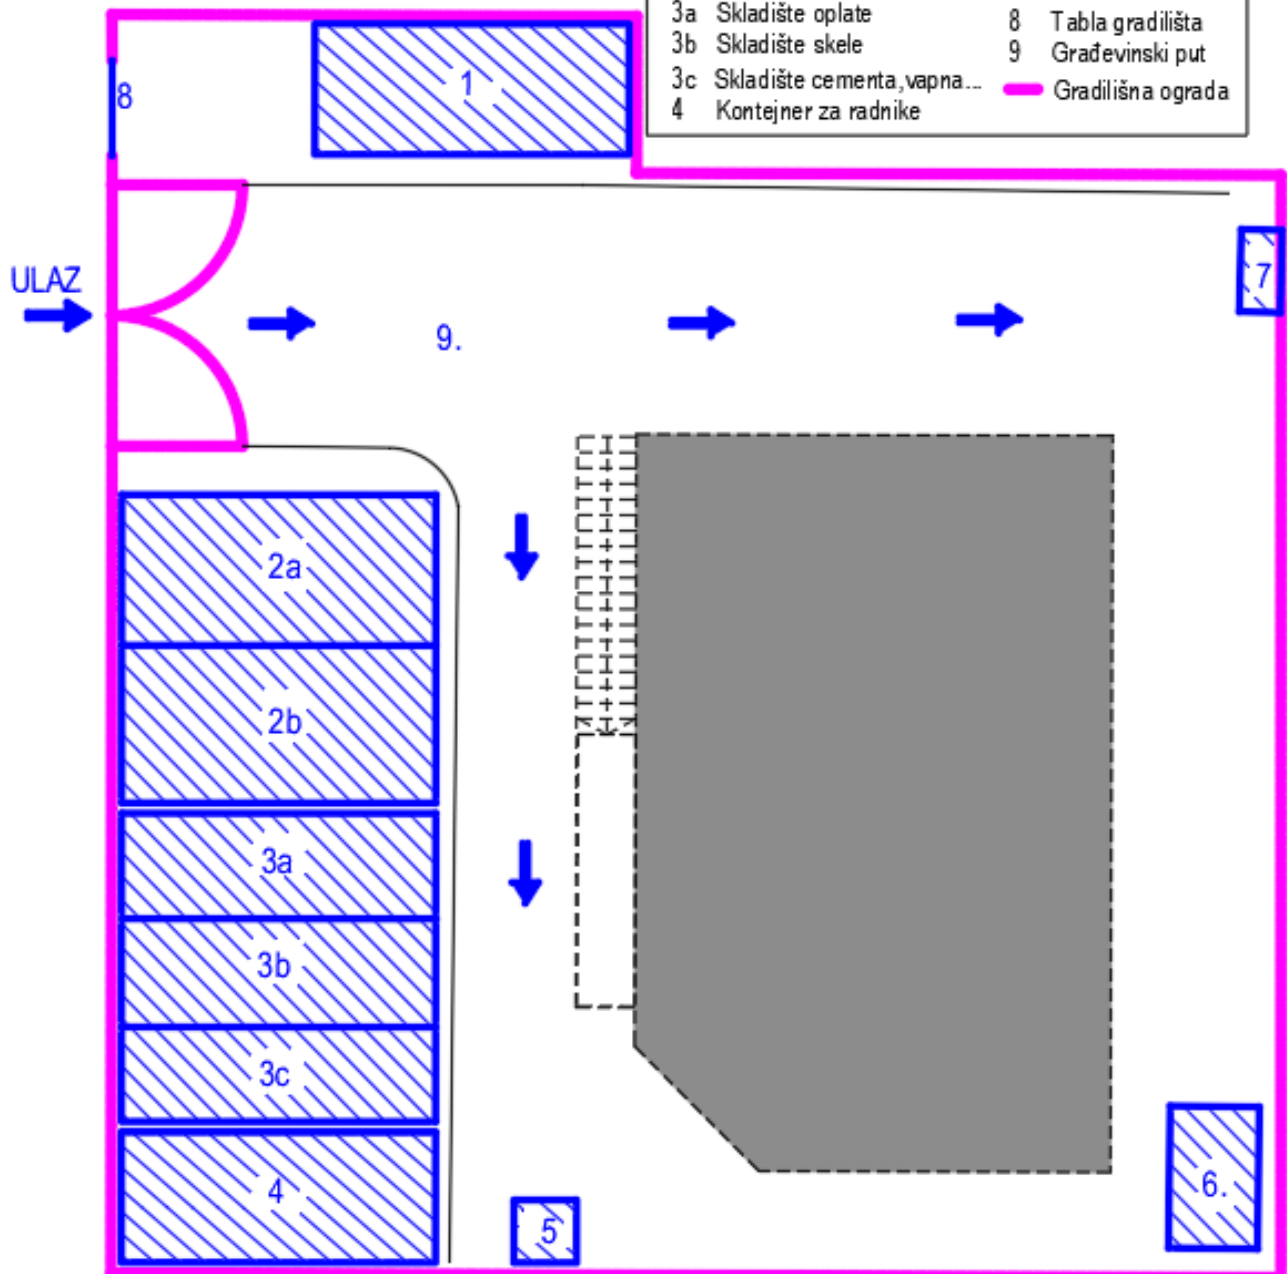 3a Skladište oplate
3b Skladište skele
3c Skladište cementa,vapna...
4 Kontejner za radnike
8 Tabla gradilišta
9 Građevinski put
Gradilišna ograda
8
1
ULAZ
7
9.
2a
2b
3a
3b
3c
4
5
6.